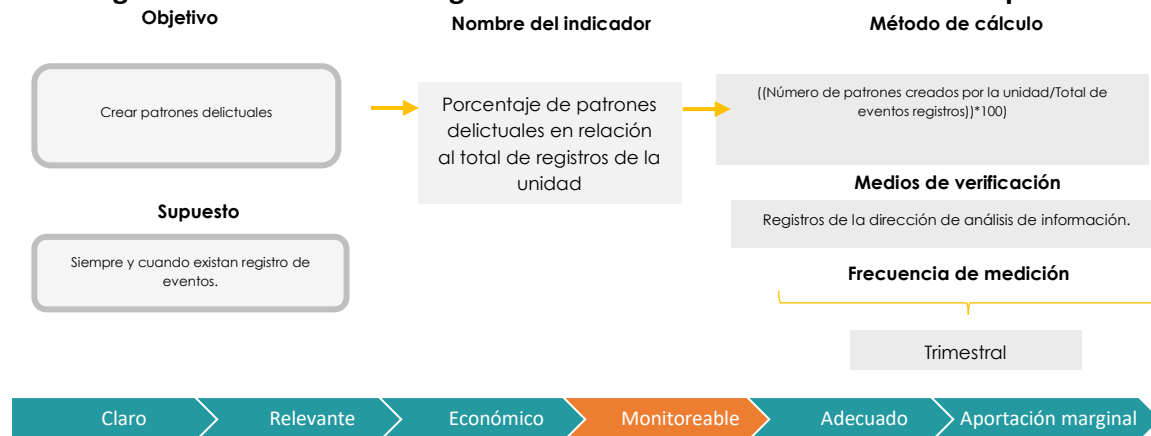 Objetivo
Nombre del indicador
Método de cálculo
Crear patrones delictuales
Porcentaje de patrones
delictuales en relación
al total de registros de la
unidad
((Número de patrones creados por la unidad/Total de
eventos registros))*100)
Supuesto
Siempre y cuando existan registro de
eventos.
Medios de verificación
Registros de la dirección de análisis de información.
Frecuencia de medición
Trimestral
Claro
Relevante
Económico
Monitoreable
Adecuado
Aportación marginal